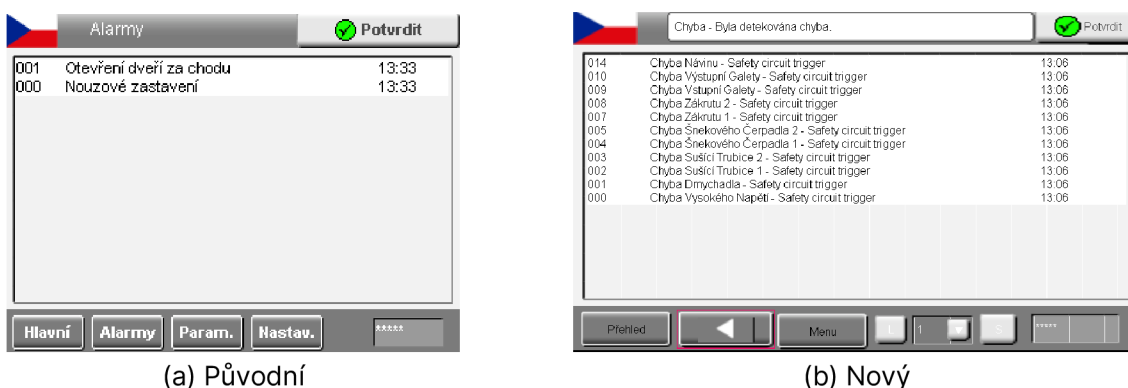 Alarmy
Potvrdit
001 Otevření dveří za chodu 13:33
000 Nouzové zastavení 13:33
Hlavní Alarmy Param. Nastav. *****
(a) Původní
Chyba - Byla detekována chyba.
Potvrdit
014 Chyba Návinu - Safety circuit trigger 13:06
010 Chyba Výstupní Galety - Safety circuit trigger 13:06
009 Chyba Vstupní Galety - Safety circuit trigger 13:06
008 Chyba Zákrutu 2 - Safety circuit trigger 13:06
007 Chyba Zákrutu 1 - Safety circuit trigger 13:06
005 Chyba Šnekového Čerpadla 2 - Safety circuit trigger 13:06
004 Chyba Šnekového Čerpadla 1 - Safety circuit trigger 13:06
003 Chyba Sušící Trubice 2 - Safety circuit trigger 13:06
002 Chyba Sušící Trubice 1 - Safety circuit trigger 13:06
001 Chyba Dmychadla - Safety circuit trigger 13:06
000 Chyba Vysokého Napětí - Safety circuit trigger 13:06
Přehled Menu L 1 S *****
(b) Nový